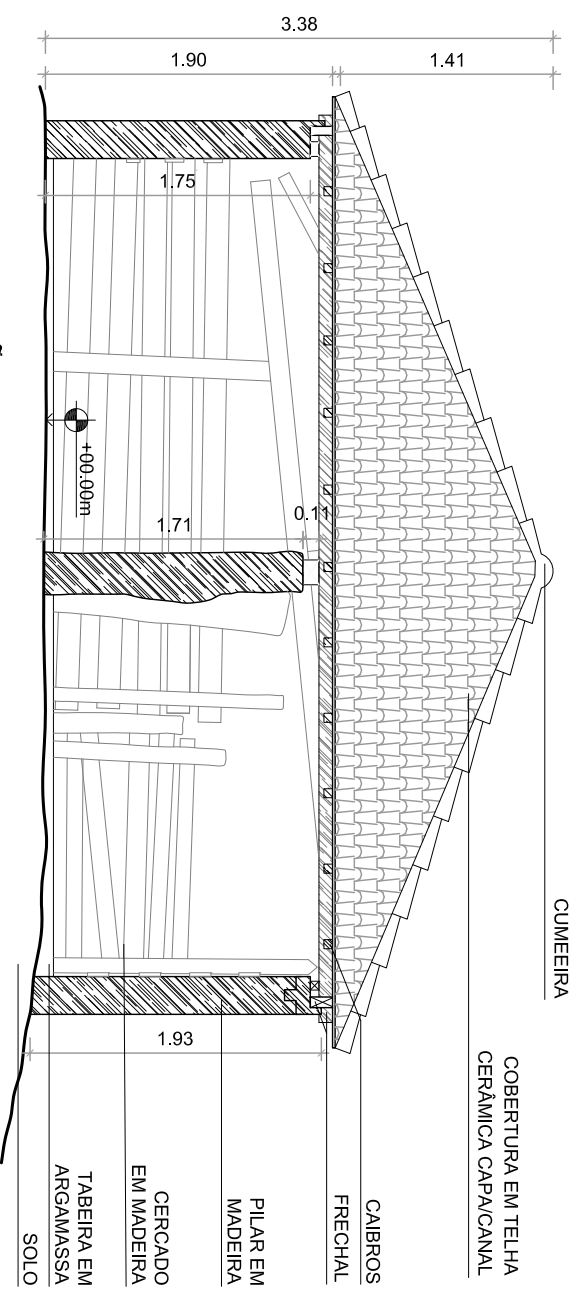 3.38
1.90
1.41
1.75
+00.00m
1.71
0.11
1.93
CUMEEIRA
COBERTURA EM TELHA
CERÂMICA CAPA/CANAL
CAIBROS
FRECHAL
PILAR EM
MADEIRA
CERCADO
EM MADEIRA
TABEIRA EM
ARGAMASSA
SOLO